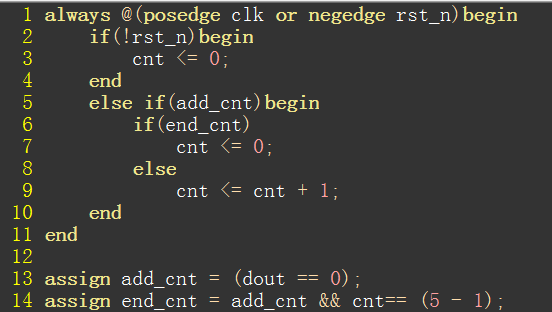 1 always @(posedge clk or negedge rst_n)begin
2     if(!rst_n)begin
3         cnt <= 0;
4     end
5     else if(add_cnt)begin
6         if(end_cnt)
7             cnt <= 0;
8         else
9             cnt <= cnt + 1;
10     end
11 end
12
13 assign add_cnt = (dout == 0);
14 assign end_cnt = add_cnt && cnt== (5 - 1);